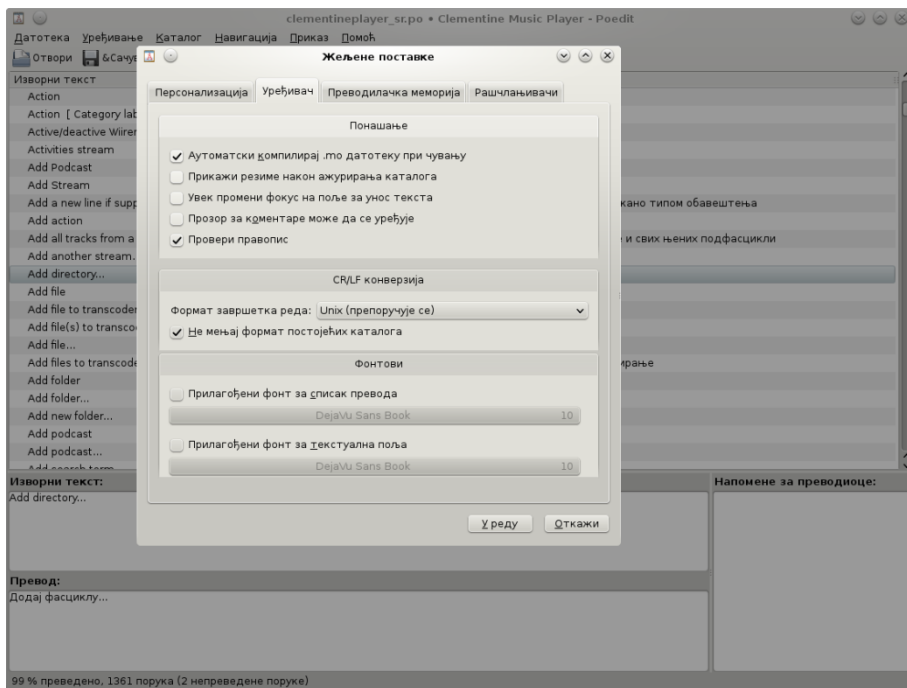 clementineplayer_sr.po • Clementine Music Player - Poedit
Датотека Уређивање Каталог Навигација Приказ Помоћ
Отвори &Сачув
Жељене поставке
Изворни текст
Персонализација Уређивач Преводилачка меморија Рашчлањивачи
Action
Action [ Category lab
Active/deactive Wiirer
Activities stream
Add Podcast
Add Stream
Add a new line if supp
кано типом обавештења
Add action
Add all tracks from a
е и свих њених подфасцикли
Add another stream.
Add directory...
Add file
Add file to transcoder
Add file(s) to transco
Add file...
Add files to transcode
ирање
Add folder
Add folder...
Add new folder...
Add podcast
Add podcast...
Add search term
Понашање
Аутоматски компилирај .mo датотеку при чувању
Прикажи резиме након ажурирања каталога
Увек промени фокус на поље за унос текста
Прозор за коментаре може да се уређује
Провери правопис
CR/LF конверзија
Формат завршетка реда: Unix (препоручује се)
Не мењај формат постојећих каталога
Фонтови
Прилагођени фонт за списак превода
DejaVu Sans Book 10
Прилагођени фонт за текстуална поља
DejaVu Sans Book 10
У реду Откажи
Изворни текст:
Add directory...
Напомене за преводиоце:
Превод:
Додај фасциклу...
99 % преведено, 1361 порука (2 непреведене поруке)